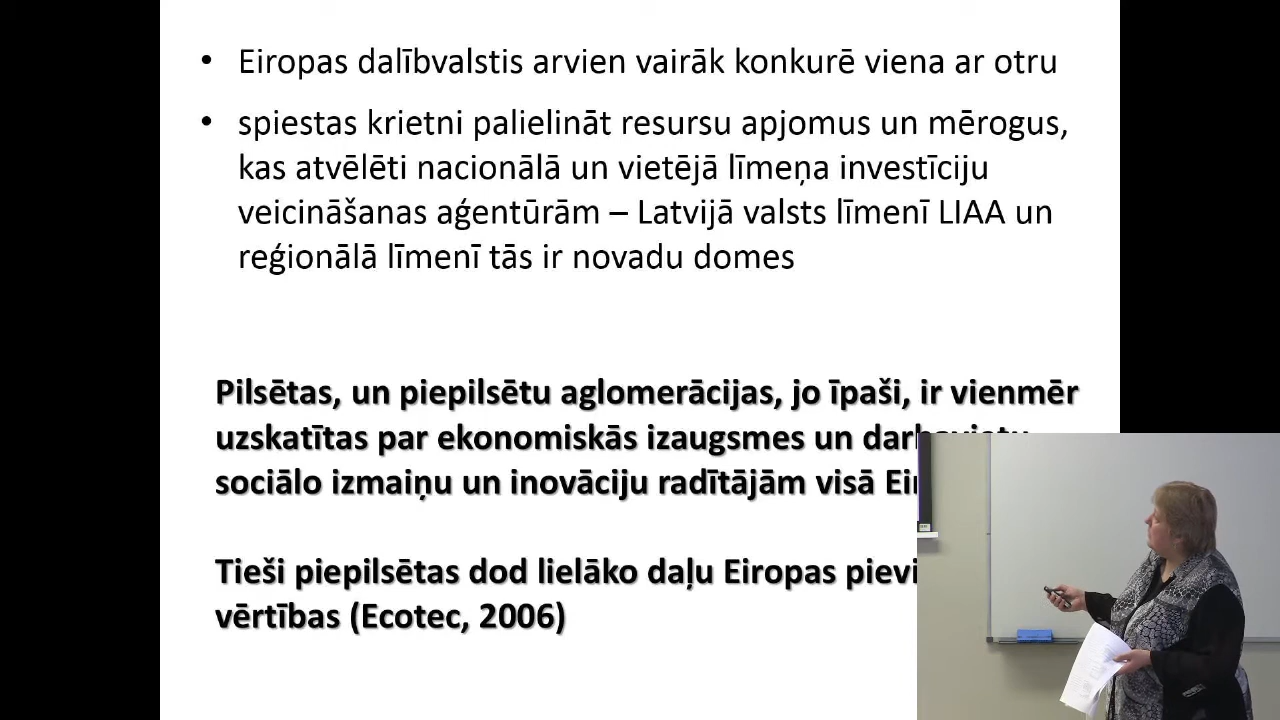 • Eiropas dalībvalstis arvien vairāk konkurē viena ar otru
• spiestas krietni palielināt resursu apjomus un mērogus,
kas atvēlēti nacionālā un vietējā līmeņa investīciju
veicināšanas aģentūrām – Latvijā valsts līmenī LIAA un
reģionālā līmenī tās ir novadu domes
Pilsētas, un piepilsētu aglomerācijas, jo īpaši, ir vienmēr
uzskatītas par ekonomiskās izaugsmes un
sociālo izmaiņu un inovāciju radītājām visā
Tieši piepilsētas dod lielāko daļu Eiropas
vērtības (Ecotec, 2006)